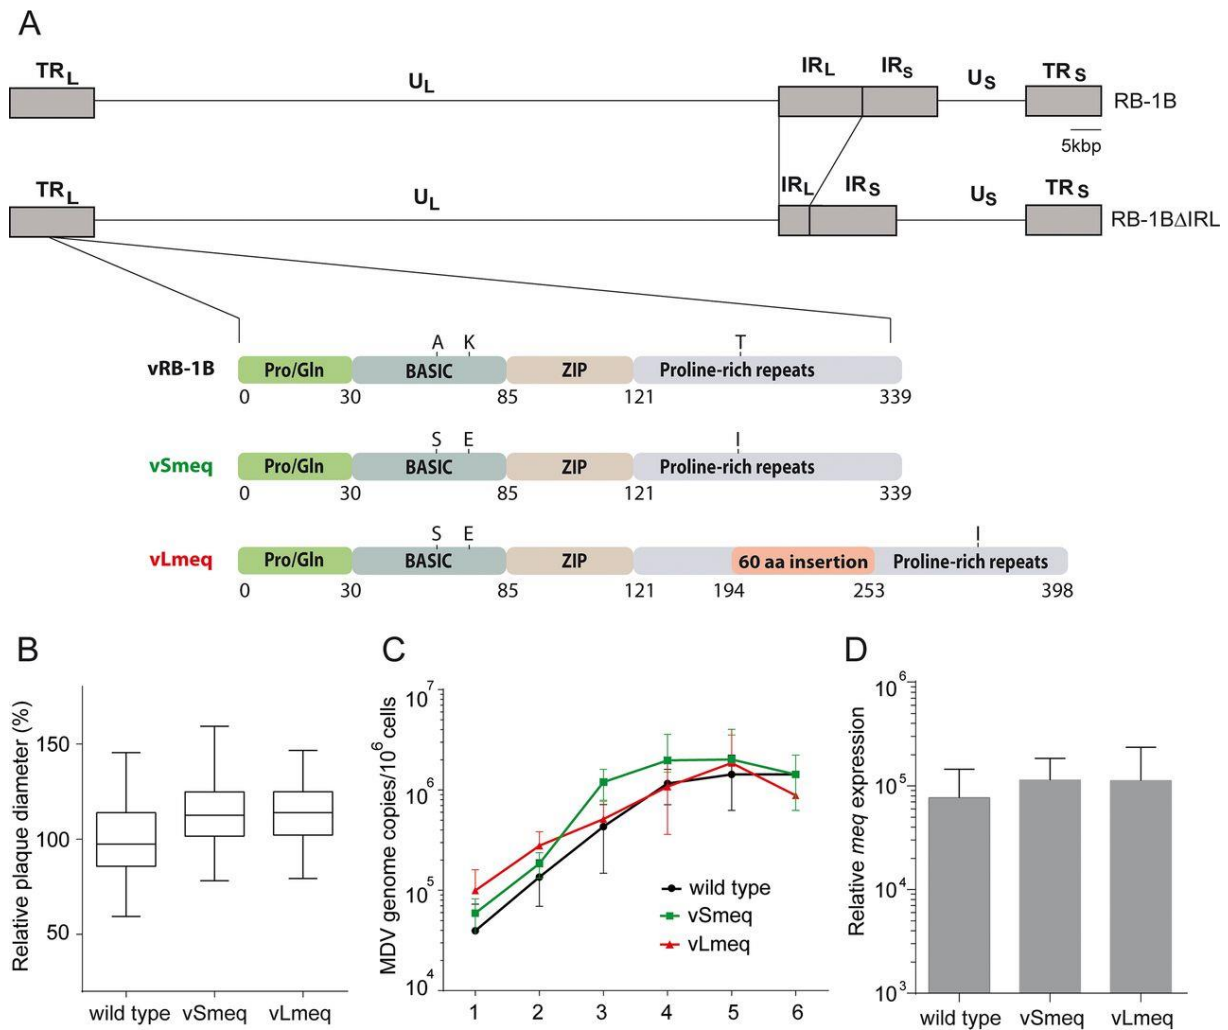 A
TRL UL IRL IRS US TRS
RB-1B
5kbp
TRL UL IRL IRS US TRS
RB-1BΔIRL
A K T
vRB-1B Pro/Gln BASIC ZIP Proline-rich repeats
0 30 85 121 339
S E I
vSmeq Pro/Gln BASIC ZIP Proline-rich repeats
0 30 85 121 339
S E I
vLmeq Pro/Gln BASIC ZIP 60 aa insertion Proline-rich repeats
0 30 85 121 194 253 398
B
Relative plaque diameter (%)
150
100
50
wild type vSmeq vLmeq
C
MDV genome copies/10^6 cells
10^7
10^6
10^5
10^4
wild type
vSmeq
vLmeq
1 2 3 4 5 6
D
Relative meq expression
10^6
10^5
10^4
10^3
wild type vSmeq vLmeq